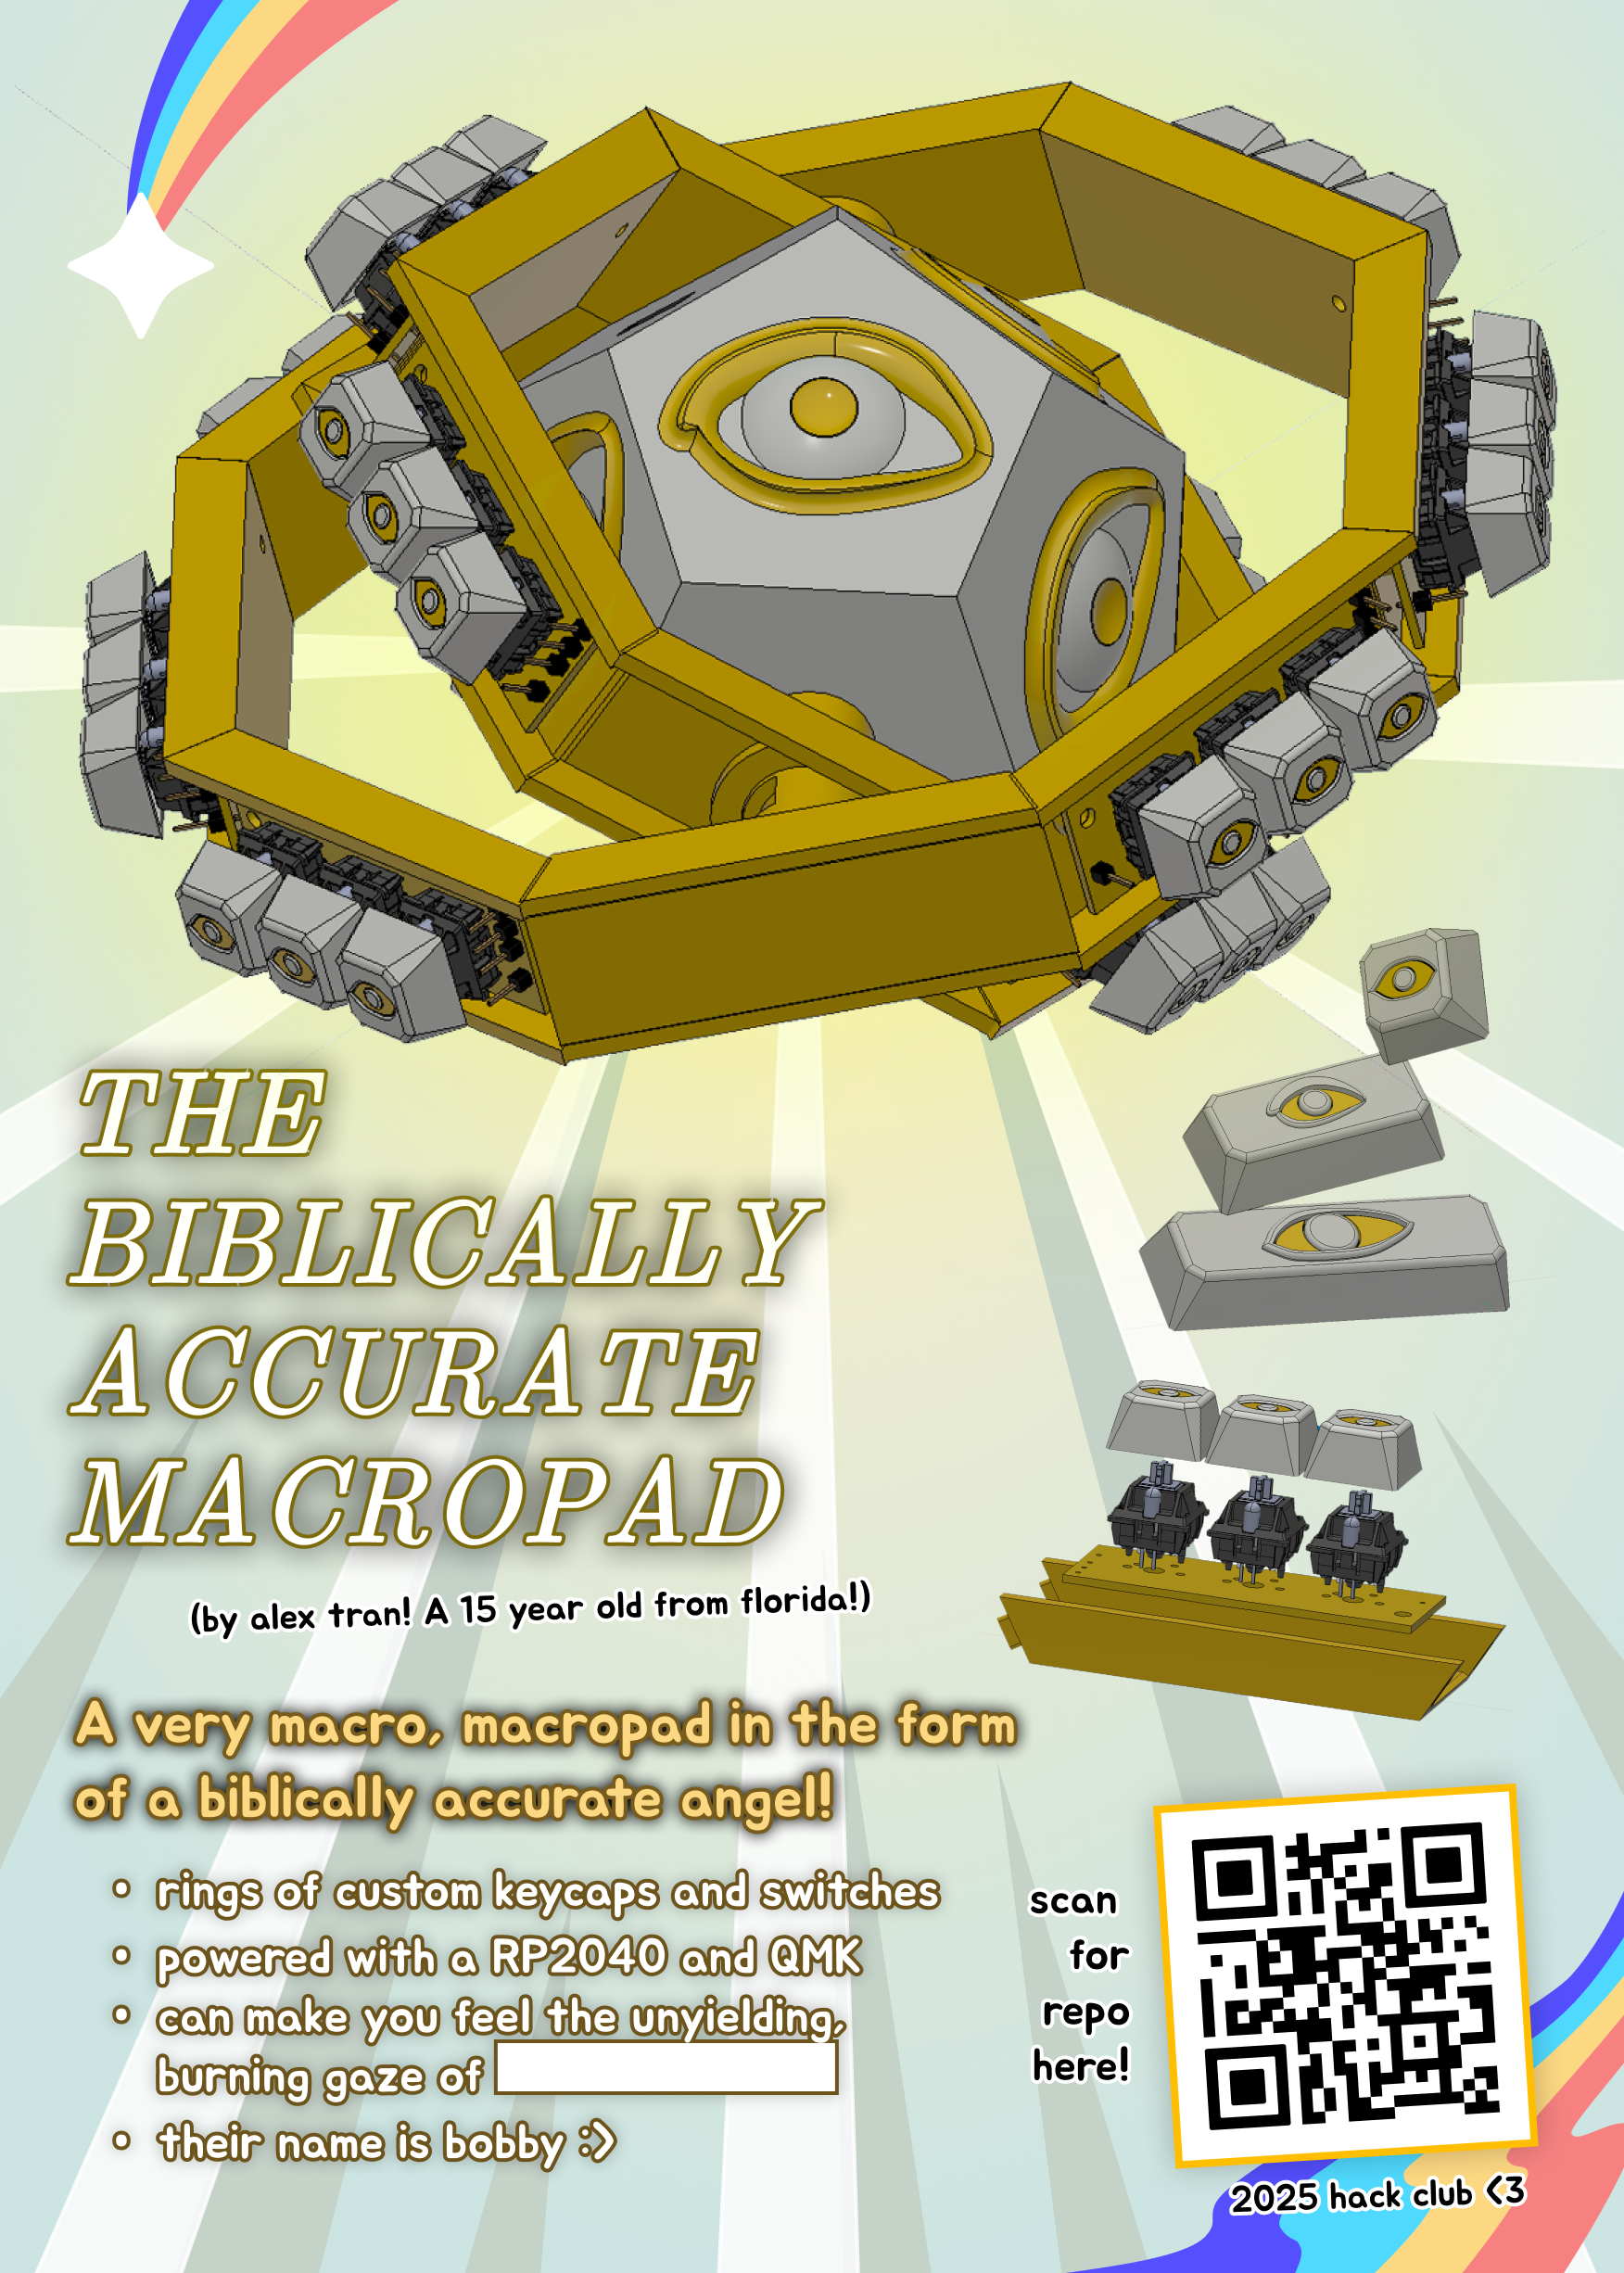 THE
BIBLICALLY
ACCURATE
MACROPAD
(by alex tran! A 15 year old from florida!)
A very macro, macropad in the form
of a biblically accurate angel!
• rings of custom keycaps and switches
• powered with a RP2040 and QMK
• can make you feel the unyielding,
burning gaze of
• their name is bobby :>
scan
for
repo
here!
2025 hack club <3